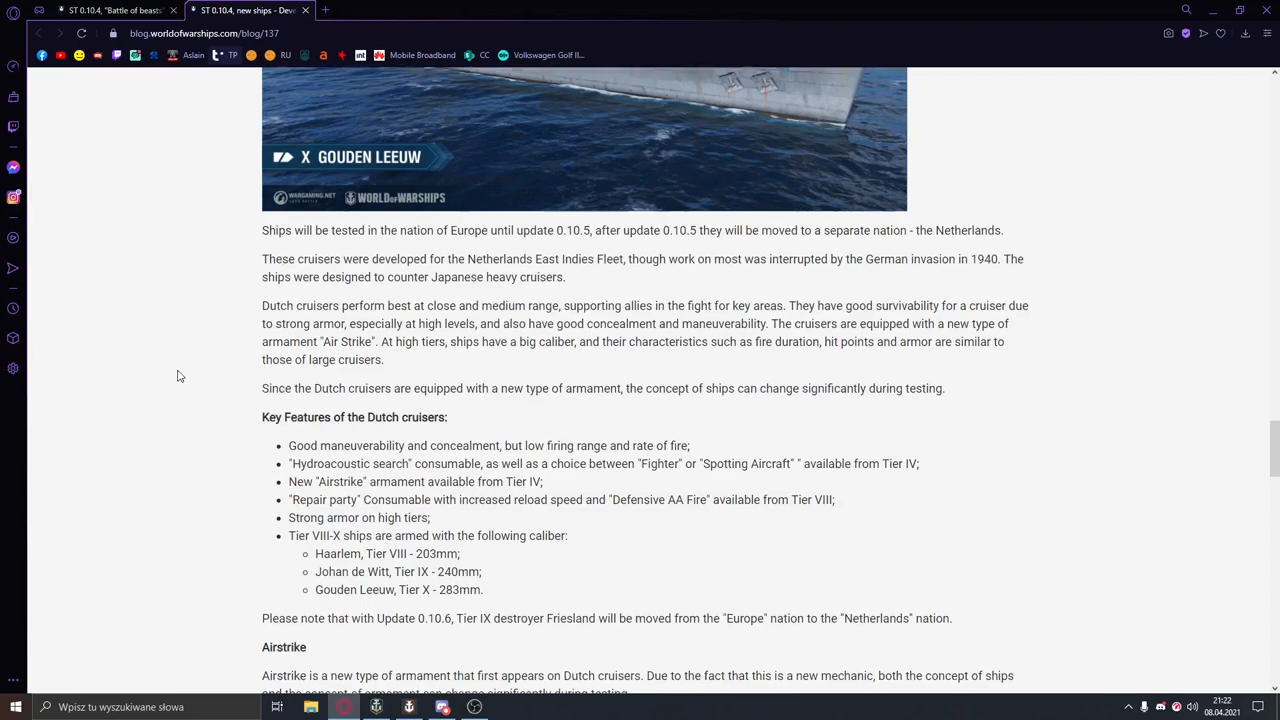 ST 0.10.4, "Battle of beasts"
ST 0.10.4, new ships - Deve
blog.worldofwarships.com/blog/137
Aslain
TP
RU
Mobile Broadband
CC
Volkswagen Golf II...
X GOUDEN LEEUW
WARGAMING.NET
WORLD OF WARSHIPS
Ships will be tested in the nation of Europe until update 0.10.5, after update 0.10.5 they will be moved to a separate nation - the Netherlands.
These cruisers were developed for the Netherlands East Indies Fleet, though work on most was interrupted by the German invasion in 1940. The
ships were designed to counter Japanese heavy cruisers.
Dutch cruisers perform best at close and medium range, supporting allies in the fight for key areas. They have good survivability for a cruiser due
to strong armor, especially at high levels, and also have good concealment and maneuverability. The cruisers are equipped with a new type of
armament "Air Strike". At high tiers, ships have a big caliber, and their characteristics such as fire duration, hit points and armor are similar to
those of large cruisers.
Since the Dutch cruisers are equipped with a new type of armament, the concept of ships can change significantly during testing.
Key Features of the Dutch cruisers:
Good maneuverability and concealment, but low firing range and rate of fire;
"Hydroacoustic search" consumable, as well as a choice between "Fighter" or "Spotting Aircraft" " available from Tier IV;
New "Airstrike" armament available from Tier IV;
"Repair party" Consumable with increased reload speed and "Defensive AA Fire" available from Tier VIII;
Strong armor on high tiers;
Tier VIII-X ships are armed with the following caliber:
Haarlem, Tier VIII - 203mm;
Johan de Witt, Tier IX - 240mm;
Gouden Leeuw, Tier X - 283mm.
Please note that with Update 0.10.6, Tier IX destroyer Friesland will be moved from the "Europe" nation to the "Netherlands" nation.
Airstrike
Airstrike is a new type of armament that first appears on Dutch cruisers. Due to the fact that this is a new mechanic, both the concept of ships
and the concept of armament can change significantly during testing.
Wpisz tu wyszukiwane słowa
21:22
08.04.2021